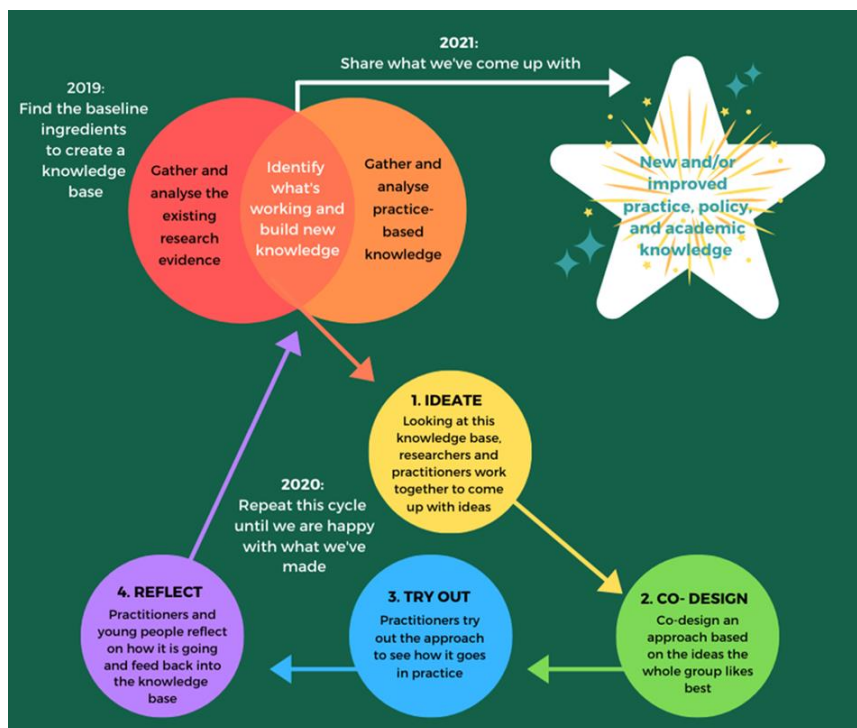 2021:
Share what we've come up with
2019:
Find the baseline
ingredients
to create a
knowledge
base
Gather and
analyse the
existing
research
evidence
Identify
what's
working and
build new
knowledge
Gather and
analyse
practice-
based
knowledge
New and/or
improved
practice, policy,
and academic
knowledge
1. IDEATE
Looking at this
knowledge base,
researchers and
practitioners work
together to come
up with ideas
2020:
Repeat this cycle
until we are happy
with what we've
made
2. CO- DESIGN
Co-design an
approach based
on the ideas the
whole group likes
best
3. TRY OUT
Practitioners try
out the approach
to see how it goes
in practice
4. REFLECT
Practitioners and
young people reflect
on how it is going
and feed back into
the knowledge
base